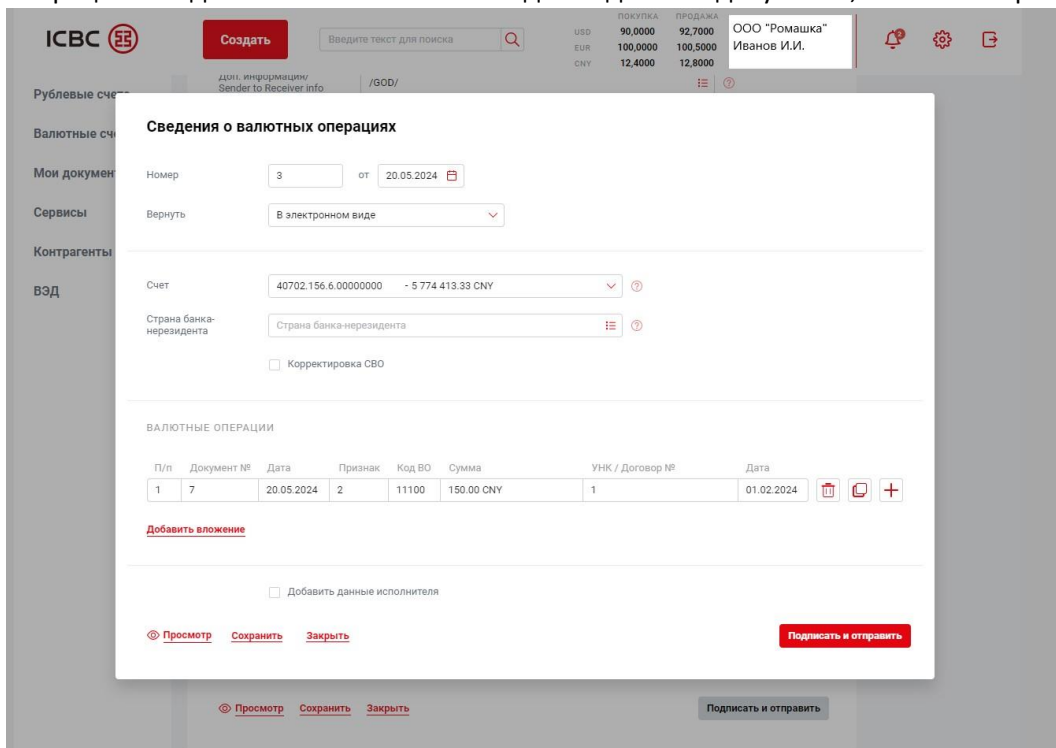 ICBC
Создать
Введите текст для поиска
ПОКУПКА ПРОДАЖА
USD 90,0000 92,7000
EUR 100,0000 100,5000
CNY 12,4000 12,8000
ООО "Ромашка"
Иванов И.И.
Доп. информация/
Sender to Receiver info
/GOD/
Рублевые счета
Валютные сч
Мои докумен
Сервисы
Контрагенты
ВЭД
Сведения о валютных операциях
Номер 3 от 20.05.2024
Вернуть В электронном виде
Счет 40702.156.6.00000000 - 5 774 413.33 CNY
Страна банка-
нерезидента
Страна банка-нерезидента
Корректировка СВО
ВАЛЮТНЫЕ ОПЕРАЦИИ
П/п Документ № Дата Признак Код ВО Сумма УНК / Договор № Дата
1 7 20.05.2024 2 11100 150.00 CNY 1 01.02.2024
Добавить вложение
Добавить данные исполнителя
Просмотр Сохранить Закрыть Подписать и отправить
Просмотр Сохранить Закрыть Подписать и отправить